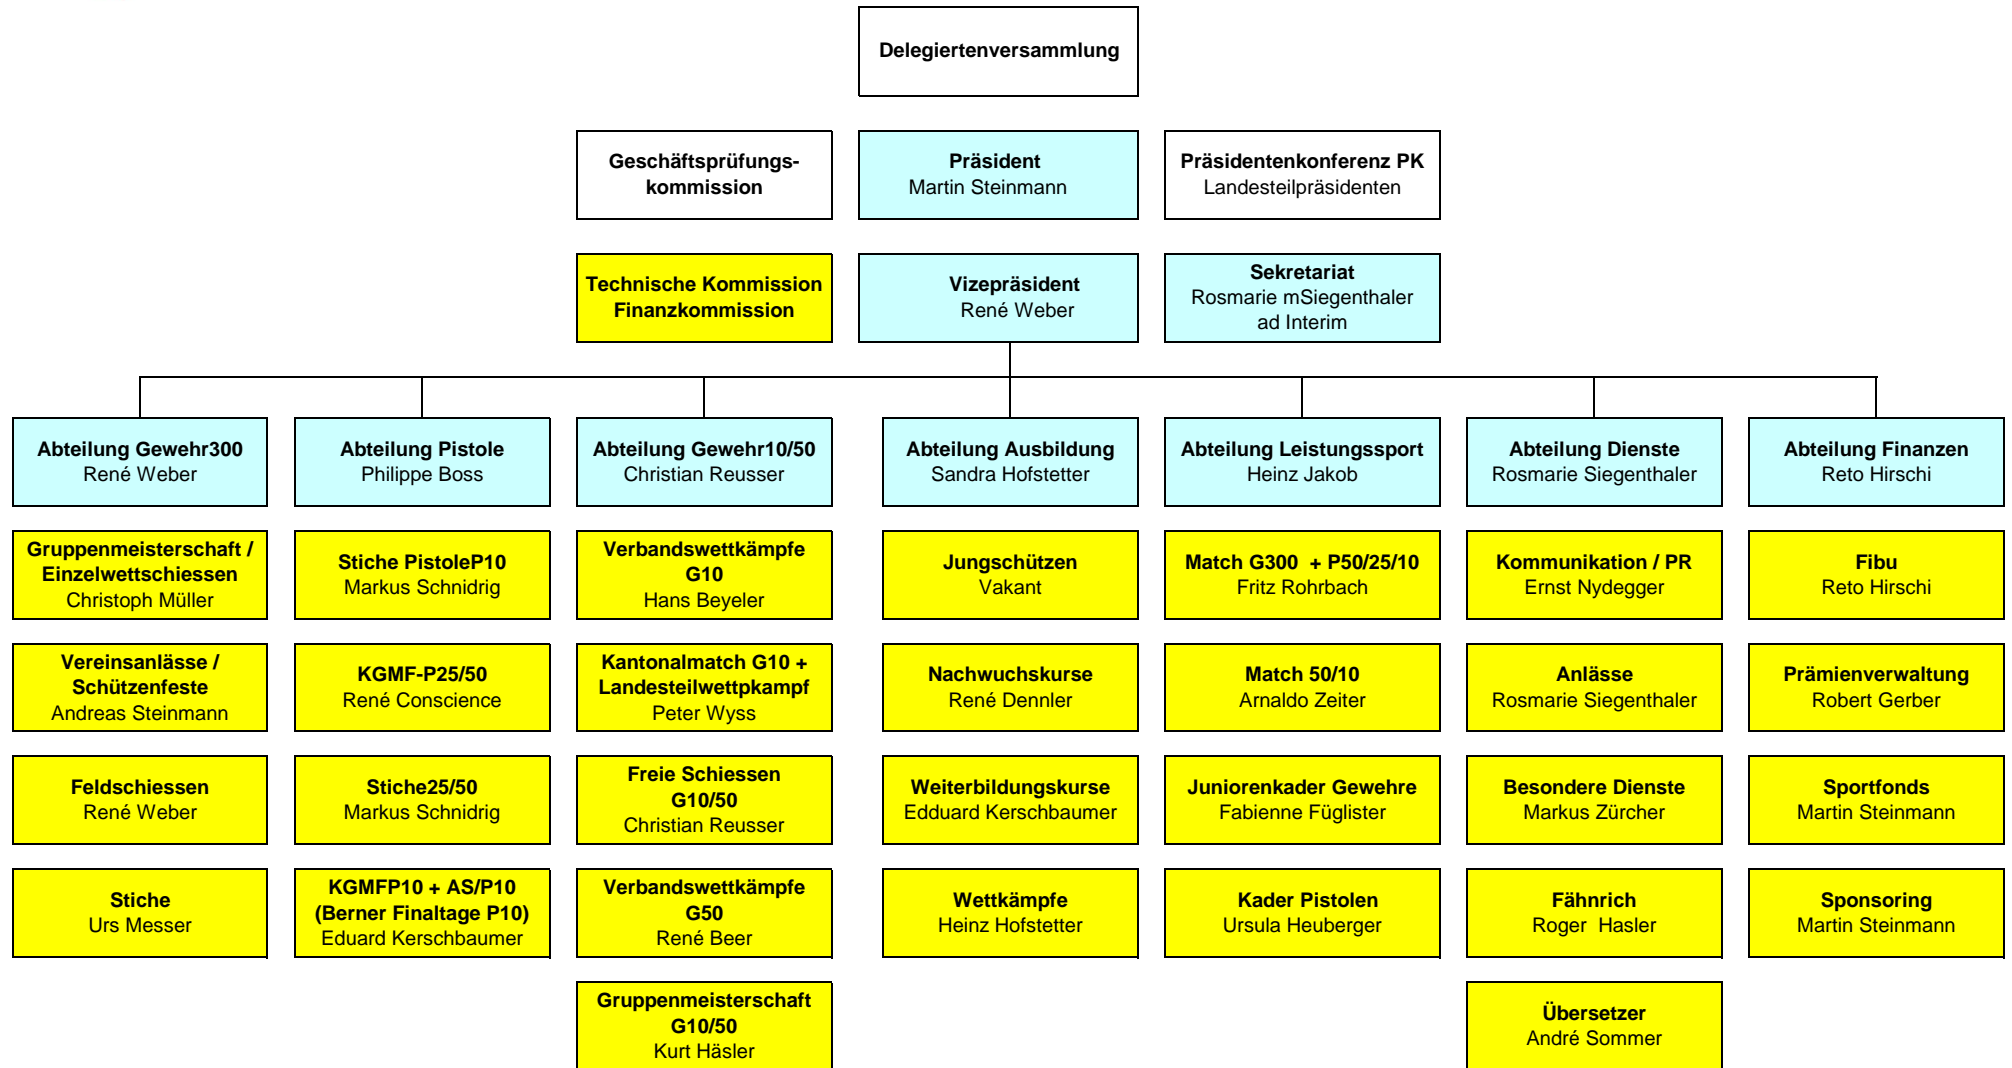 Delegiertenversammlung
Geschäftsprüfungs-
kommission
Präsident
Martin Steinmann
Präsidentenkonferenz PK
Landesteilpräsidenten
Technische Kommission
Finanzkommission
Vizepräsident
René Weber
Sekretariat
Rosmarie mSiegenthaler
ad Interim
Abteilung Gewehr300
René Weber
Abteilung Pistole
Philippe Boss
Abteilung Gewehr10/50
Christian Reusser
Abteilung Ausbildung
Sandra Hofstetter
Abteilung Leistungssport
Heinz Jakob
Abteilung Dienste
Rosmarie Siegenthaler
Abteilung Finanzen
Reto Hirschi
Gruppenmeisterschaft /
Einzelwettschiessen
Christoph Müller
Stiche PistoleP10
Markus Schnidrig
Verbandswettkämpfe
G10
Hans Beyeler
Jungschützen
Vakant
Match G300 + P50/25/10
Fritz Rohrbach
Kommunikation / PR
Ernst Nydegger
Fibu
Reto Hirschi
Vereinsanlässe /
Schützenfeste
Andreas Steinmann
KGMF-P25/50
René Conscience
Kantonalmatch G10 +
Landesteilwettpkampf
Peter Wyss
Nachwuchskurse
René Dennler
Match 50/10
Arnaldo Zeiter
Anlässe
Rosmarie Siegenthaler
Prämienverwaltung
Robert Gerber
Feldschiessen
René Weber
Stiche25/50
Markus Schnidrig
Freie Schiessen
G10/50
Christian Reusser
Weiterbildungskurse
Edduard Kerschbaumer
Juniorenkader Gewehre
Fabienne Füglister
Besondere Dienste
Markus Zürcher
Sportfonds
Martin Steinmann
Stiche
Urs Messer
KGMFP10 + AS/P10
(Berner Finaltage P10)
Eduard Kerschbaumer
Verbandswettkämpfe
G50
René Beer
Wettkämpfe
Heinz Hofstetter
Kader Pistolen
Ursula Heuberger
Fähnrich
Roger Hasler
Sponsoring
Martin Steinmann
Gruppenmeisterschaft
G10/50
Kurt Häsler
Übersetzer
André Sommer